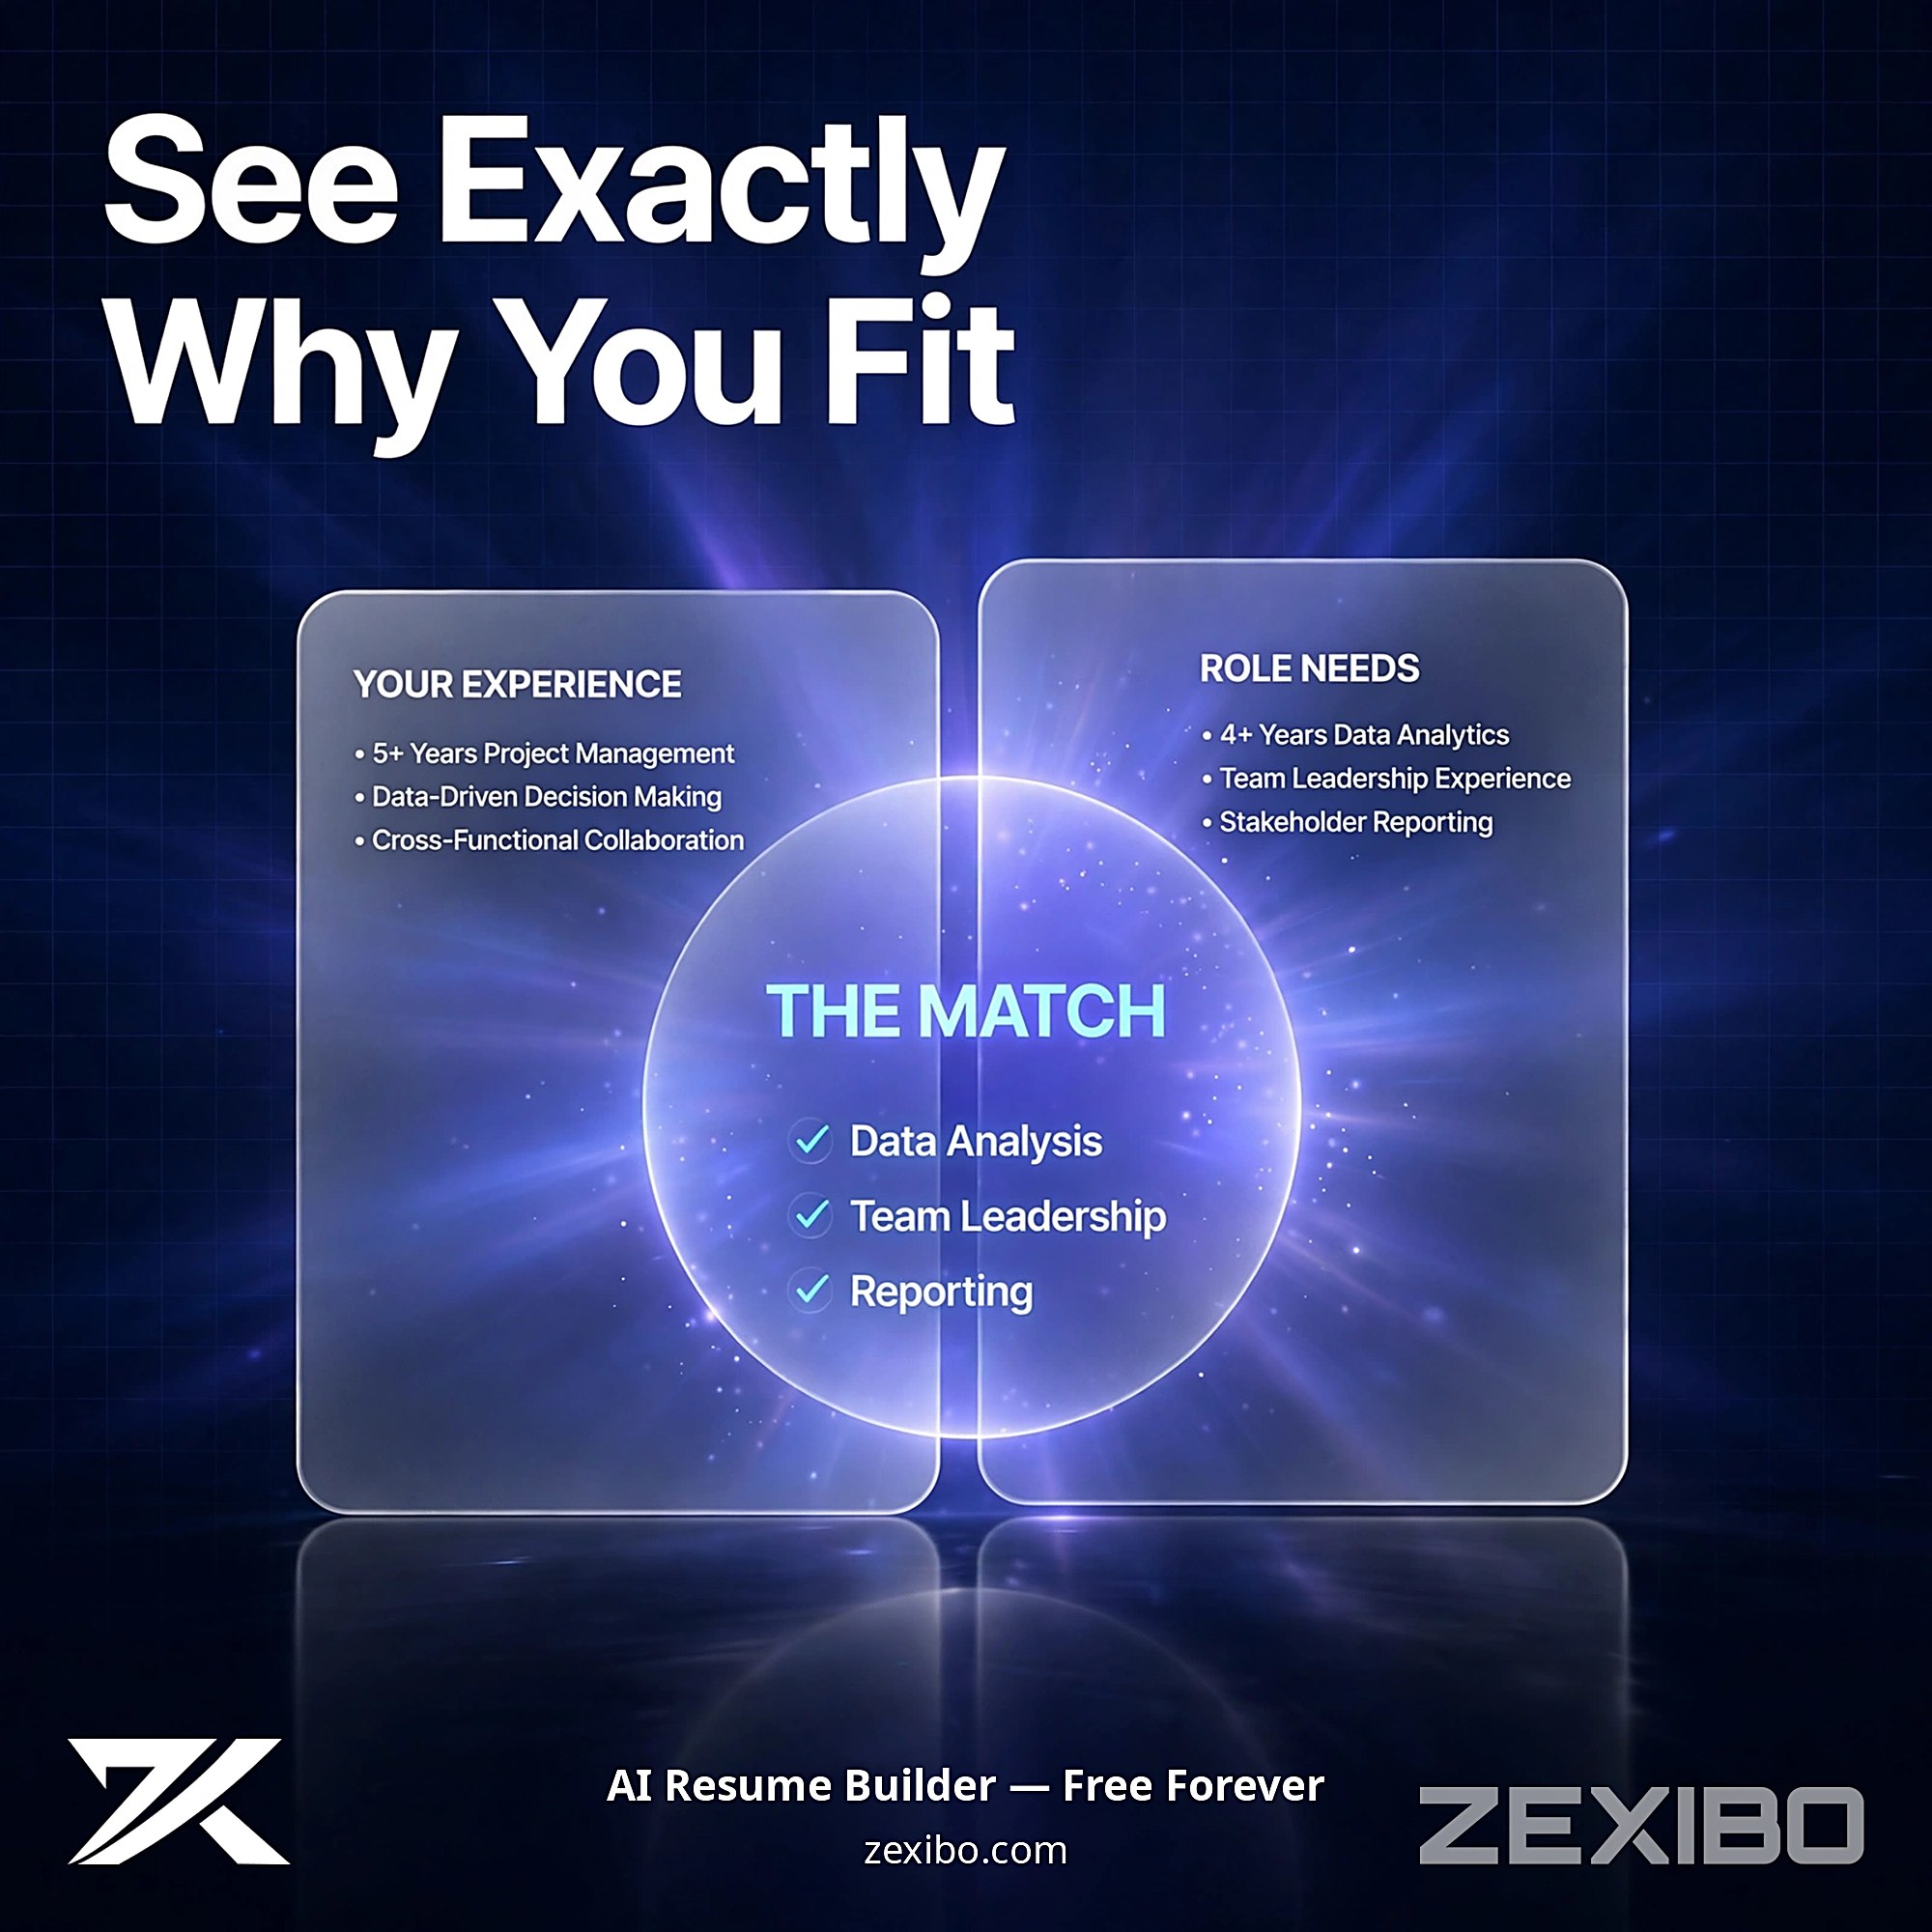 See Exactly
Why You Fit
YOUR EXPERIENCE
• 5+ Years Project Management
• Data-Driven Decision Making
• Cross-Functional Collaboration
ROLE NEEDS
• 4+ Years Data Analytics
• Team Leadership Experience
• Stakeholder Reporting
THE MATCH
Data Analysis
Team Leadership
Reporting
AI Resume Builder — Free Forever
zexibo.com
ZEXIBO